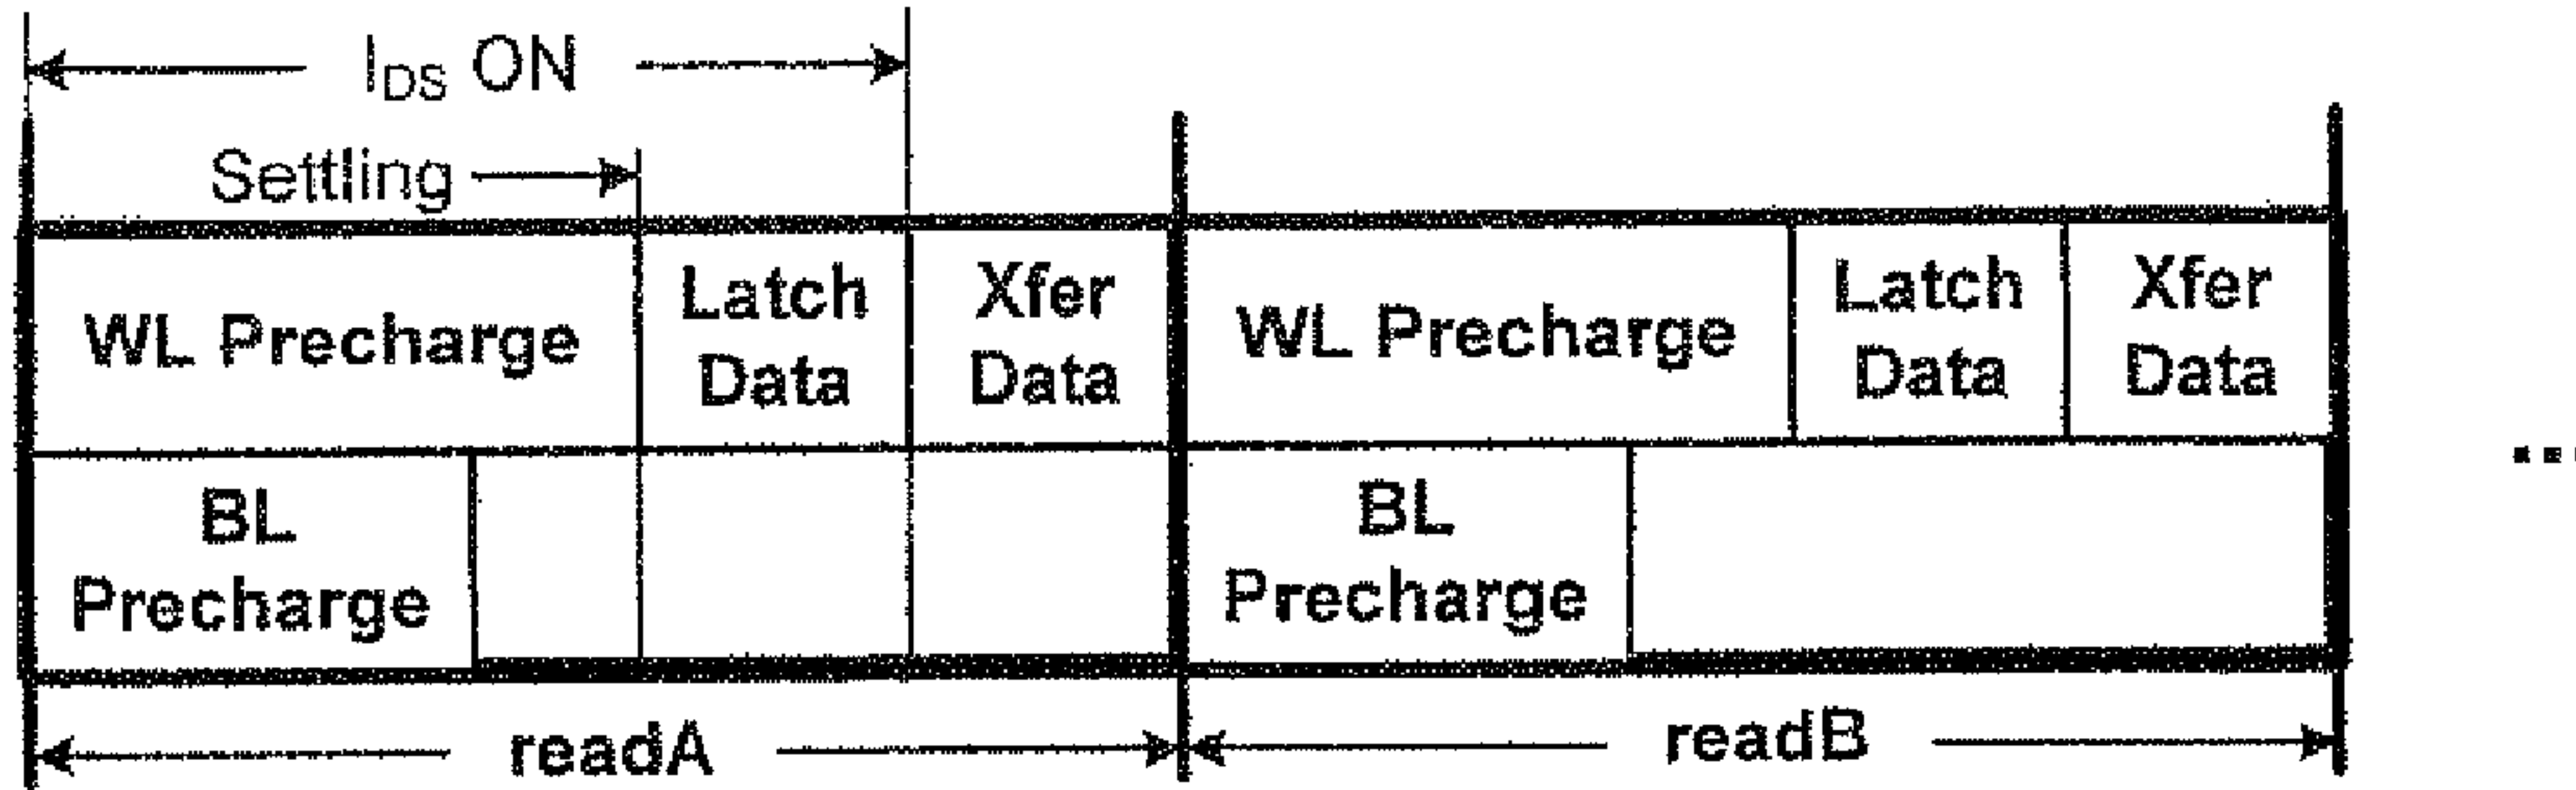 I_DS ON
Settling
WL Precharge
Latch
Data
Xfer
Data
WL Precharge
Latch
Data
Xfer
Data
BL
Precharge
BL
Precharge
readA
readB